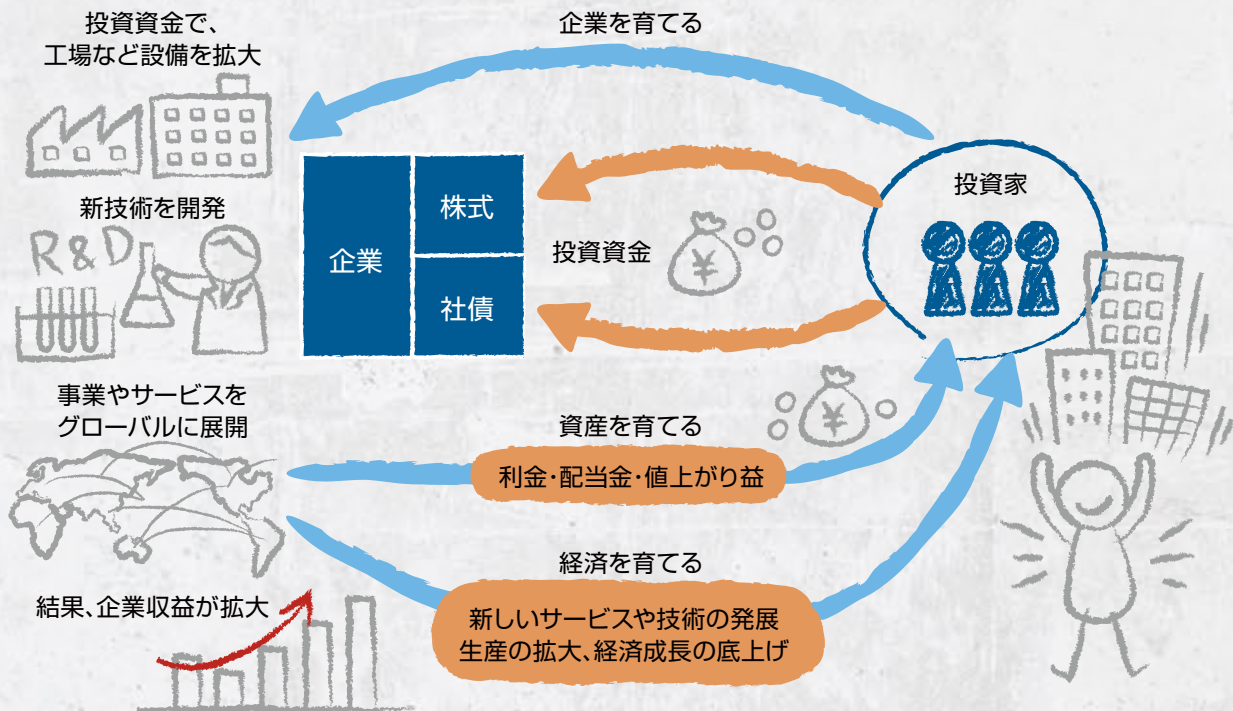 投資資金で、
工場など設備を拡大
企業を育てる
新技術を開発
R & D
企業
株式
社債
投資資金
¥
投資家
事業やサービスを
グローバルに展開
資産を育てる
¥
利金・配当金・値上がり益
経済を育てる
新しいサービスや技術の発展
生産の拡大、経済成長の底上げ
結果、企業収益が拡大